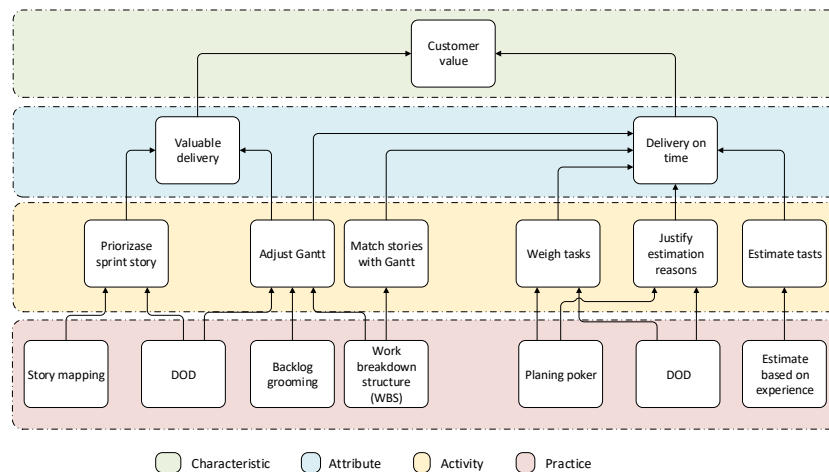 Customer
value
Valuable
delivery
Delivery on
time
Priorizase
sprint story
Adjust Gantt
Match stories
with Gantt
Weigh tasks
Justify
estimation
reasons
Estimate tasts
Story mapping
DOD
Backlog
grooming
Work
breakdown
structure
(WBS)
Planing poker
DOD
Estimate
based on
experience
Characteristic
Attribute
Activity
Practice